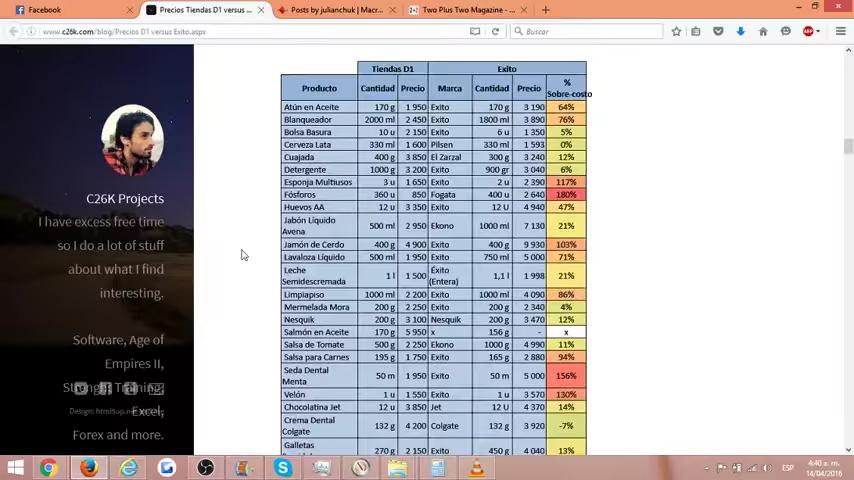 Facebook
Precios Tiendas D1 versus ...
Posts by julianchuk | Macr...
Two Plus Two Magazine - ...
www.c26k.com/blog/Precios D1 versus Exito.aspx
Buscar
Tiendas D1 Exito
Producto Cantidad Precio Marca Cantidad Precio % Sobre-costo
Atún en Aceite 170 g 1 950 Exito 170 g 3 190 64%
Blanqueador 2000 ml 2 450 Exito 1800 ml 3 890 76%
Bolsa Basura 10 u 2 150 Exito 6 u 1 350 5%
Cerveza Lata 330 ml 1 600 Pilsen 330 ml 1 593 0%
Cuajada 400 g 3 850 El Zarzal 300 g 3 240 12%
Detergente 1000 g 3 200 Exito 900 gr 3 040 6%
Esponja Multiusos 3 u 1 650 Exito 2 u 2 390 117%
Fósforos 360 u 850 Fogata 400 u 2 640 180%
Huevos AA 12 u 3 350 Exito 12 U 4 940 47%
Jabón Líquido Avena 500 ml 2 950 Ekono 1000 ml 7 130 21%
Jamón de Cerdo 400 g 4 900 Exito 400 g 9 930 103%
Lavaloza Líquido 500 ml 1 950 Exito 750 ml 5 000 71%
Leche Semidescremada 1 l 1 500 Éxito (Entera) 1,1 l 1 998 21%
Limpiapiso 1000 ml 2 200 Exito 1000 ml 4 090 86%
Mermelada Mora 200 g 2 250 Exito 200 g 2 340 4%
Nesquik 200 g 3 100 Nesquik 200 g 3 470 12%
Salmón en Aceite 170 g 5 950 x 156 g - x
Salsa de Tomate 500 g 2 250 Ekono 1000 g 4 990 11%
Salsa para Carnes 195 g 1 750 Exito 165 g 2 880 94%
Seda Dental Menta 50 m 1 950 Exito 50 m 5 000 156%
Velón 1 u 1 550 Exito 1 u 3 570 130%
Chocolatina Jet 12 u 3 850 Jet 12 U 4 370 14%
Crema Dental Colgate 132 g 4 200 Colgate 132 g 3 920 -7%
Galletas 270 g 2 150 Exito 450 g 4 040 13%
C26K Projects
I have excess free time
so I do a lot of stuff
about what I find
interesting.
Software, Age of
Empires II,
Strength Training,
Excel,
Design: html5up.net
Forex and more.
ESP
4:40 a. m.
14/04/2016